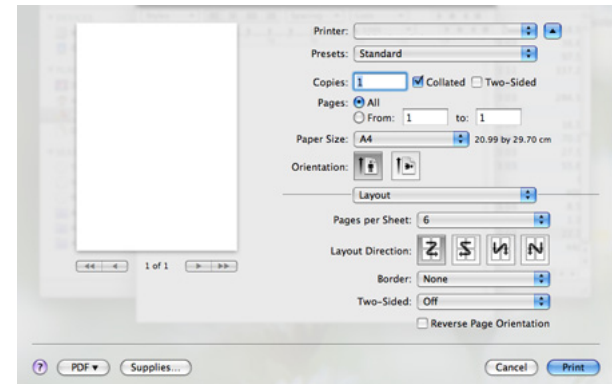 Printer:
Presets: Standard
Copies: 1 Collated Two-Sided
Pages: All
From: 1 to: 1
Paper Size: A4 20.99 by 29.70 cm
Orientation:
Layout
Pages per Sheet: 6
Layout Direction:
1 of 1
Border: None
Two-Sided: Off
Reverse Page Orientation
? PDF Supplies... Cancel Print